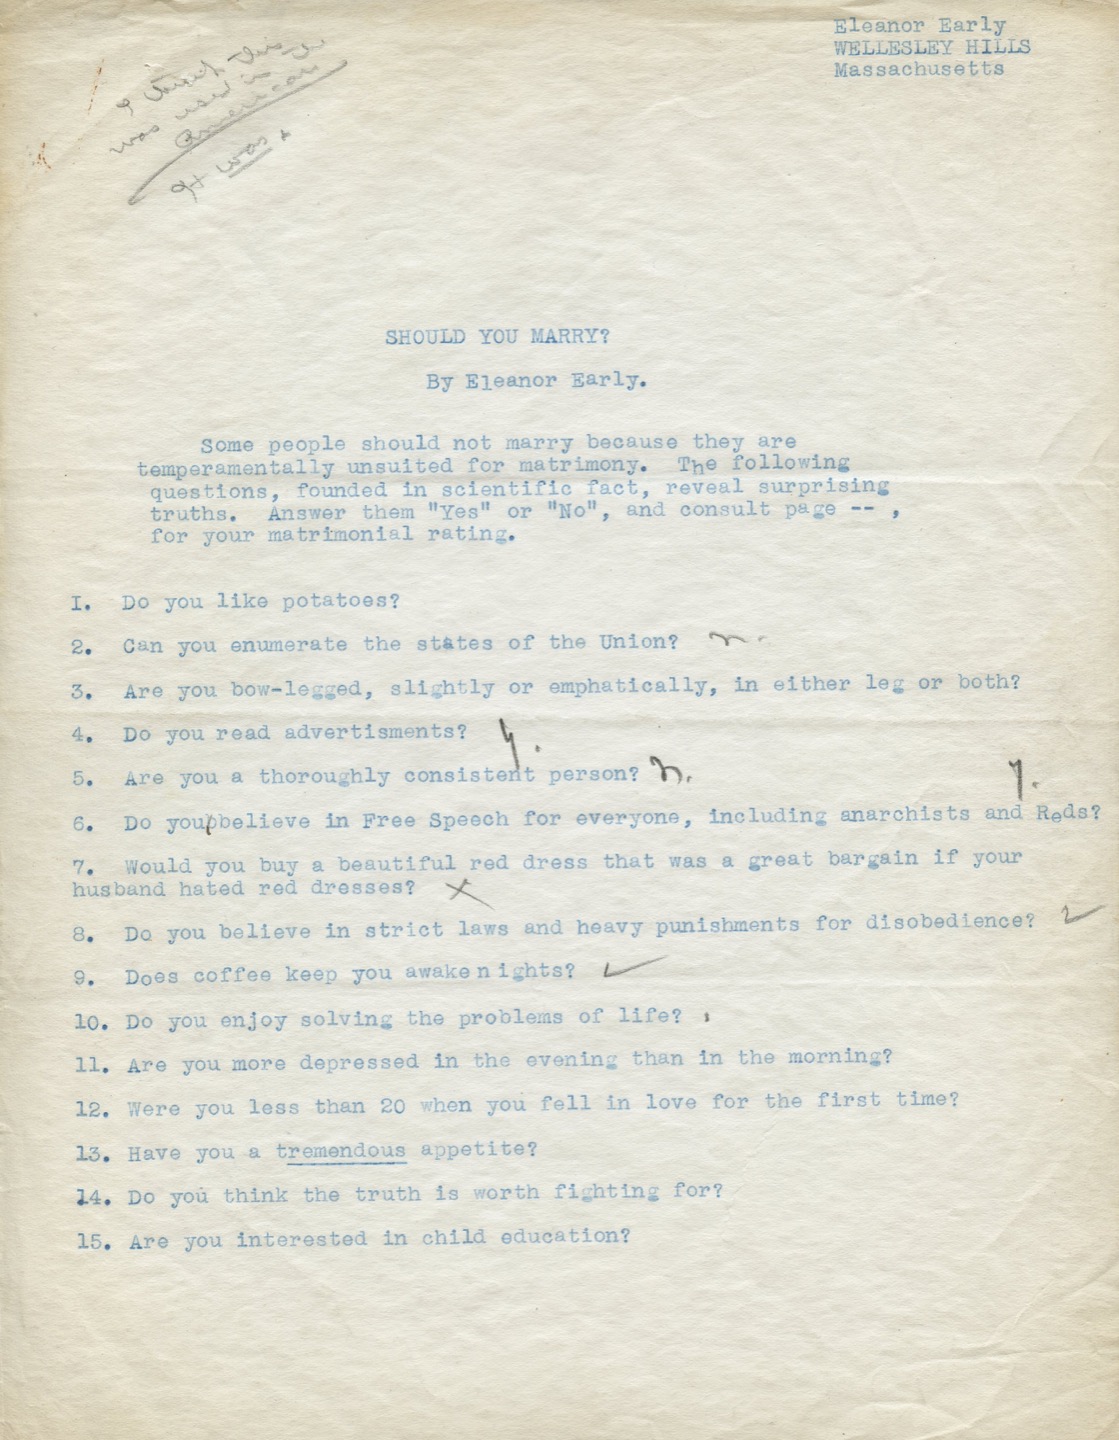 Eleanor Early
WELLESLEY HILLS
Massachusetts
I think this
was used in the
American
It was.
SHOULD YOU MARRY?
By Eleanor Early.
Some people should not marry because they are
temperamentally unsuited for matrimony. The following
questions, founded in scientific fact, reveal surprising
truths. Answer them "Yes" or "No", and consult page -- ,
for your matrimonial rating.
I. Do you like potatoes?
2. Can you enumerate the states of the Union? n.
3. Are you bow-legged, slightly or emphatically, in either leg or both?
4. Do you read advertisments? y.
5. Are you a thoroughly consistent person? n.
6. Do you believe in Free Speech for everyone, including anarchists and Reds? y.
7. Would you buy a beautiful red dress that was a great bargain if your
husband hated red dresses? x
8. Do you believe in strict laws and heavy punishments for disobedience? ✓
9. Does coffee keep you awake nights? ✓
10. Do you enjoy solving the problems of life?
11. Are you more depressed in the evening than in the morning?
12. Were you less than 20 when you fell in love for the first time?
13. Have you a tremendous appetite?
14. Do you think the truth is worth fighting for?
15. Are you interested in child education?